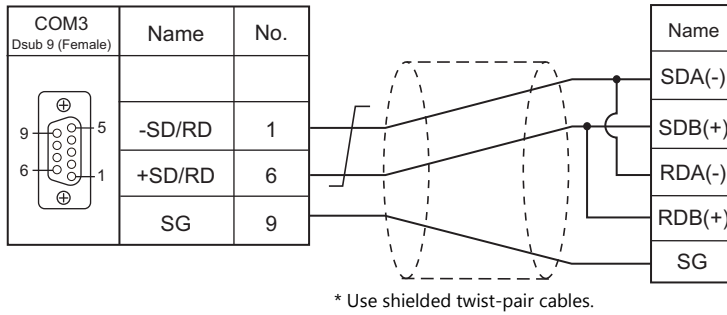 COM3
Dsub 9 (Female)
Name
No.
9
5
6
1
-SD/RD
1
+SD/RD
6
SG
9
Name
SDA(-)
SDB(+)
RDA(-)
RDB(+)
SG
* Use shielded twist-pair cables.